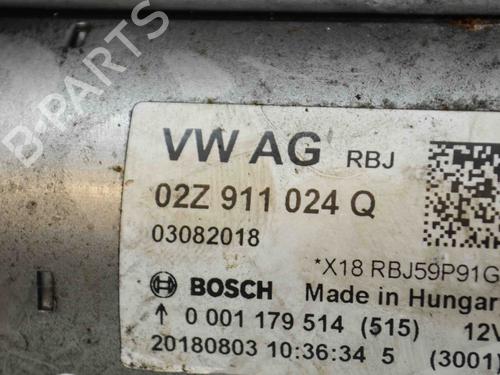 B-PARTS
VW AG RBJ
02Z 911 024 Q
03082018
*X18 RBJ59P91G
BOSCH Made in Hungar
↑ 0 001 179 514 (515) 12V
20180803 10:36:34 5 (3001)